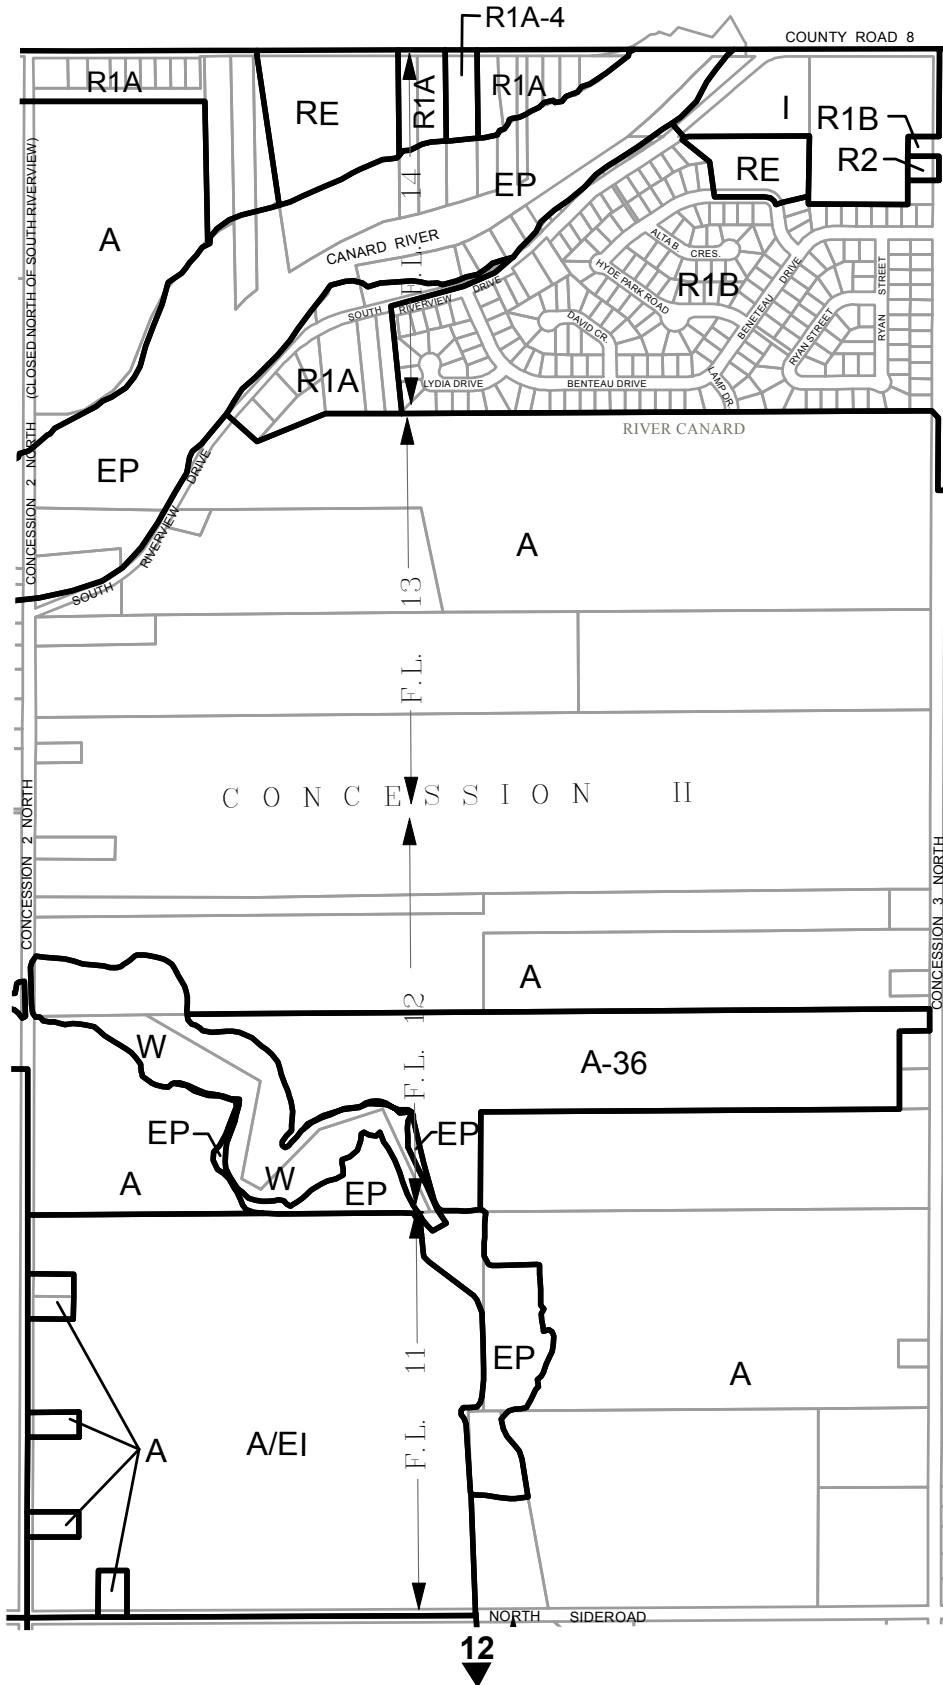 R1A-4
COUNTY ROAD 8
R1A
RE
R1A
R1A
I
R1B
R2
RE
EP
14
F.L.
A
CANARD RIVER
ALTA B. CRES.
HYDE PARK ROAD
R1B
BENETEAU DRIVE
RYAN STREET
RYAN STREET
SOUTH RIVERVIEW DRIVE
DAVID CR.
LYDIA DRIVE
BENTEAU DRIVE
LAMP DR.
R1A
RIVER CANARD
CONCESSION 2 NORTH (CLOSED NORTH OF SOUTH RIVERVIEW)
EP
SOUTH RIVERVIEW DRIVE
A
13
F.L.
CONCESSION II
CONCESSION 2 NORTH
CONCESSION 3 NORTH
A
12
F.L.
W
A-36
EP
EP
A
W
EP
11
F.L.
EP
A
A
A/EI
NORTH SIDEROAD
12